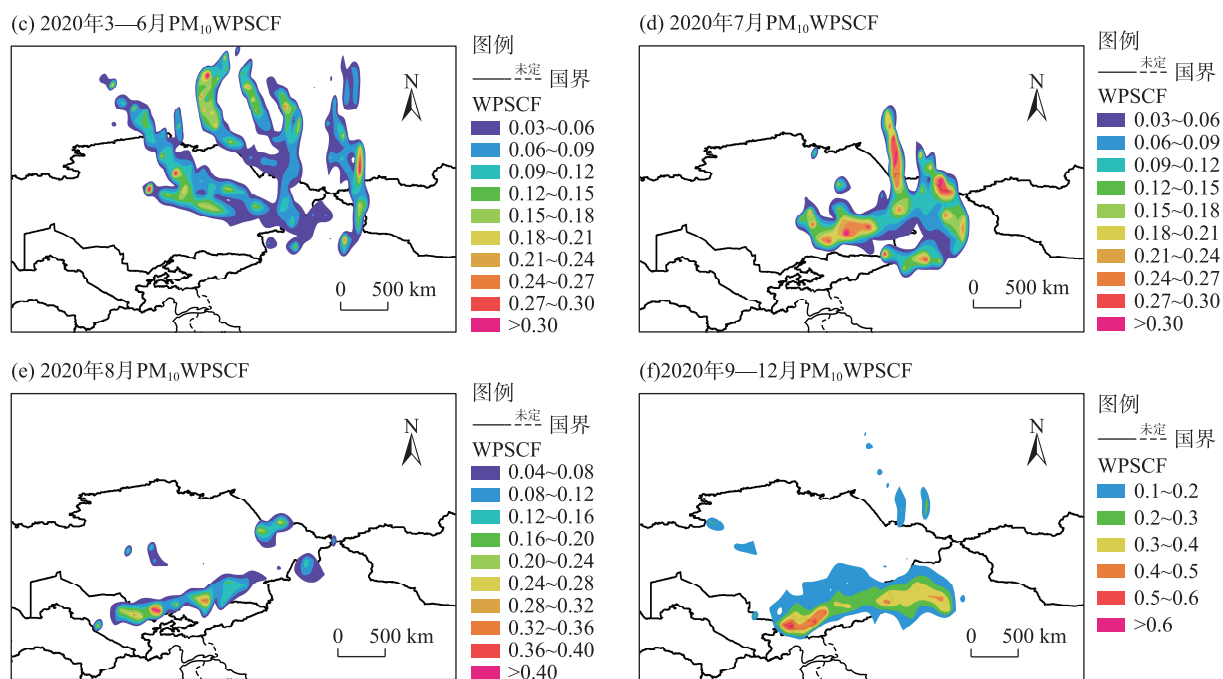 (c) 2020年3—6月PM₁₀WPSCF
N
0 500 km
图例
未定
国界
WPSCF
0.03~0.06
0.06~0.09
0.09~0.12
0.12~0.15
0.15~0.18
0.18~0.21
0.21~0.24
0.24~0.27
0.27~0.30
>0.30
(d) 2020年7月PM₁₀WPSCF
N
0 500 km
图例
未定
国界
WPSCF
0.03~0.06
0.06~0.09
0.09~0.12
0.12~0.15
0.15~0.18
0.18~0.21
0.21~0.24
0.24~0.27
0.27~0.30
>0.30
(e) 2020年8月PM₁₀WPSCF
N
0 500 km
图例
未定
国界
WPSCF
0.04~0.08
0.08~0.12
0.12~0.16
0.16~0.20
0.20~0.24
0.24~0.28
0.28~0.32
0.32~0.36
0.36~0.40
>0.40
(f)2020年9—12月PM₁₀WPSCF
N
0 500 km
图例
未定
国界
WPSCF
0.1~0.2
0.2~0.3
0.3~0.4
0.4~0.5
0.5~0.6
>0.6